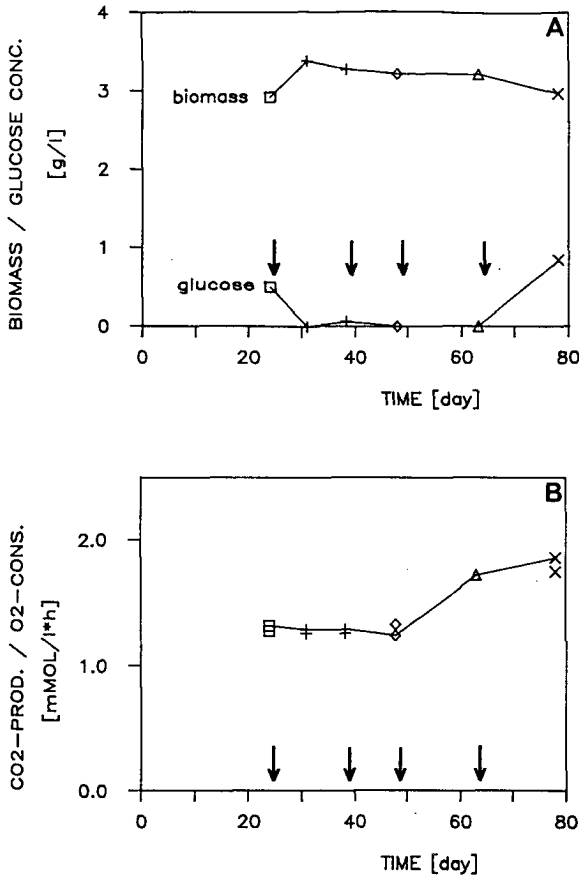 A
BIOMASS / GLUCOSE CONC.
[g/l]
4
3
2
1
0
biomass
glucose
0 20 40 60 80
TIME [day]
B
CO2-PROD. / O2-CONS.
[mMOL/l*h]
2.0
1.0
0.0
0 20 40 60 80
TIME [day]